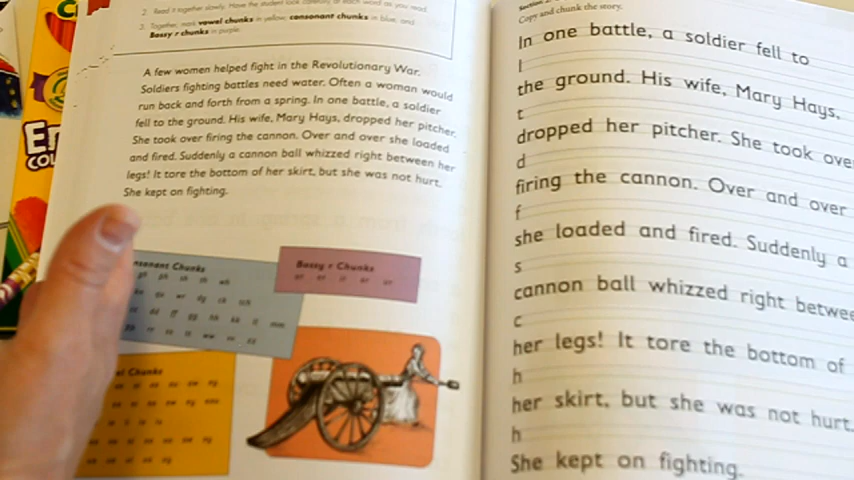 2. Read it together slowly. Have the student look carefully at each word as you read.
3. Together, mark vowel chunks in yellow, consonant chunks in blue, and
Bossy r chunks in purple.
A few women helped fight in the Revolutionary War.
Soldiers fighting battles need water. Often a woman would
run back and forth from a spring. In one battle, a soldier
fell to the ground. His wife, Mary Hays, dropped her pitcher.
She took over firing the cannon. Over and over she loaded
and fired. Suddenly a cannon ball whizzed right between her
legs! It tore the bottom of her skirt, but she was not hurt.
She kept on fighting.
Chunks
Bossy r Chunks
Chunks
Copy and chunk the story.
In one battle, a soldier fell to
I
the ground. His wife, Mary Hays,
t
dropped her pitcher. She took ove
d
firing the cannon. Over and over
f
she loaded and fired. Suddenly a
s
cannon ball whizzed right betwee
c
her legs! It tore the bottom of
h
her skirt, but she was not hurt.
h
She kept on fighting.